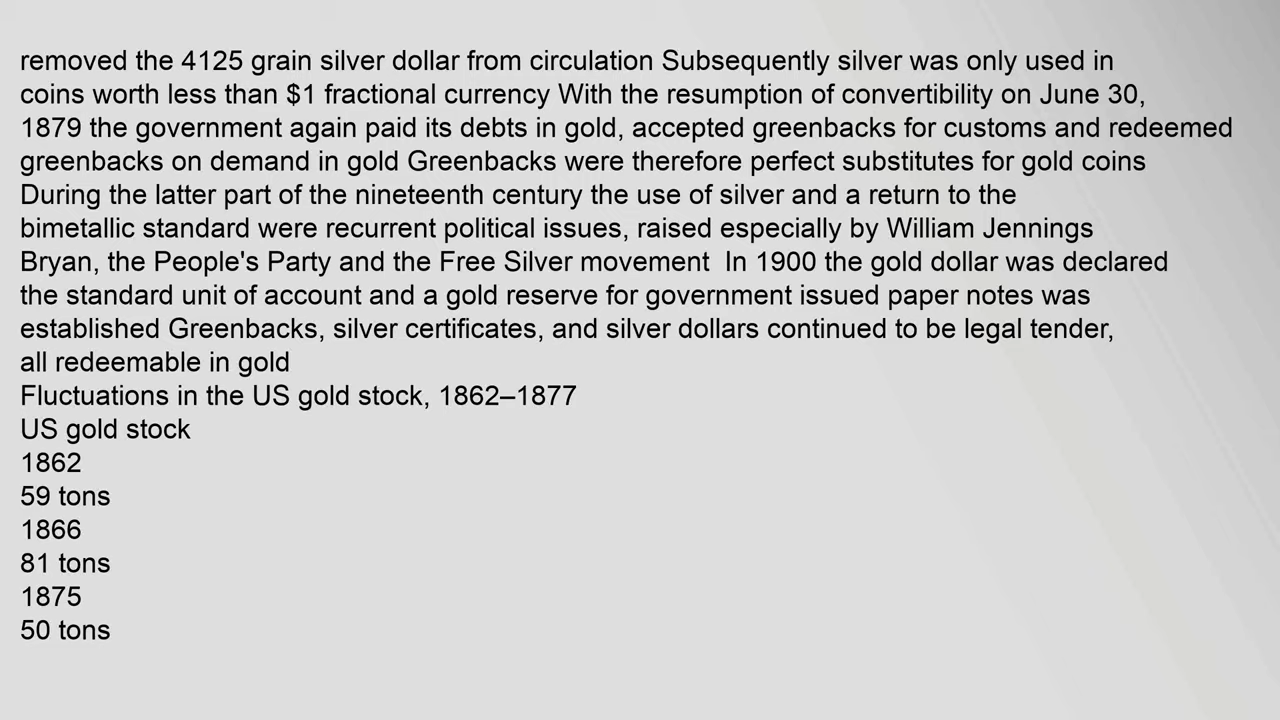 removed the 4125 grain silver dollar from circulation Subsequently silver was only used in
coins worth less than $1 fractional currency With the resumption of convertibility on June 30,
1879 the government again paid its debts in gold, accepted greenbacks for customs and redeemed
greenbacks on demand in gold Greenbacks were therefore perfect substitutes for gold coins
During the latter part of the nineteenth century the use of silver and a return to the
bimetallic standard were recurrent political issues, raised especially by William Jennings
Bryan, the People's Party and the Free Silver movement  In 1900 the gold dollar was declared
the standard unit of account and a gold reserve for government issued paper notes was
established Greenbacks, silver certificates, and silver dollars continued to be legal tender,
all redeemable in gold
Fluctuations in the US gold stock, 1862–1877
US gold stock
1862
59 tons
1866
81 tons
1875
50 tons